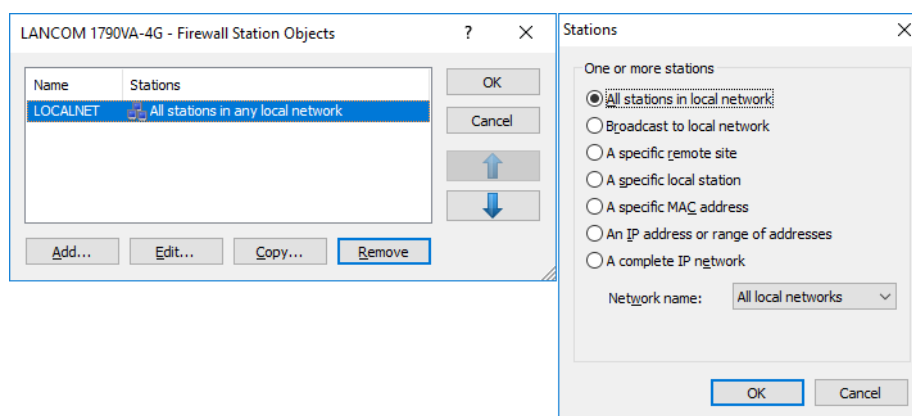 LANCOM 1790VA-4G - Firewall Station Objects
?
Name Stations
LOCALNET All stations in any local network
OK
Cancel
Add... Edit... Copy... Remove
Stations
One or more stations
All stations in local network
Broadcast to local network
A specific remote site
A specific local station
A specific MAC address
An IP address or range of addresses
A complete IP network
Network name: All local networks
OK Cancel